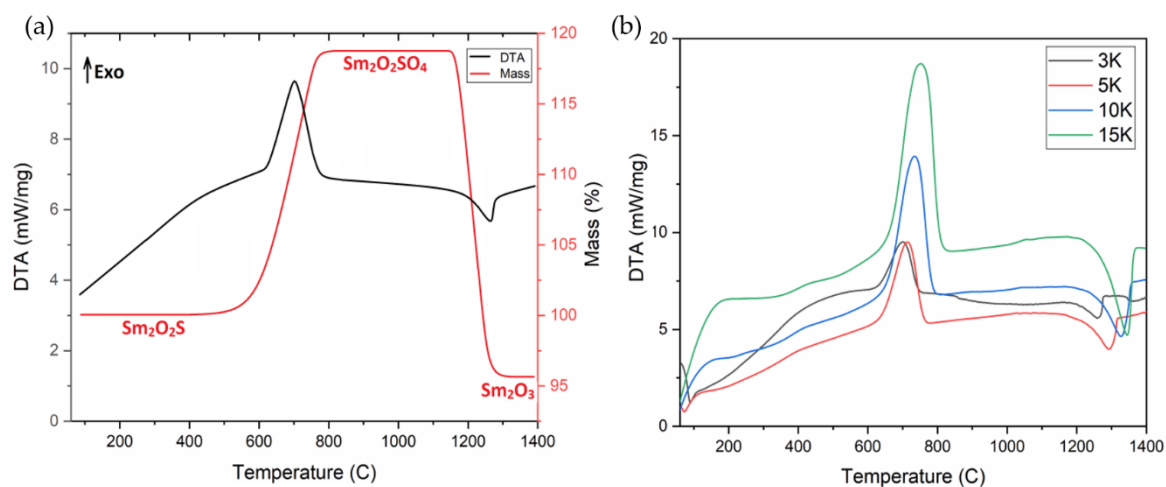 (a)
Exo
Sm₂O₂SO₄
DTA
Mass
Sm₂O₂S
Sm₂O₃
DTA (mW/mg)
10
8
6
4
2
0
120
115
110
105
100
95
Mass (%)
200 400 600 800 1000 1200 1400
Temperature (C)
(b)
3K
5K
10K
15K
DTA (mW/mg)
20
15
10
5
0
200 400 600 800 1000 1200 1400
Temperature (C)